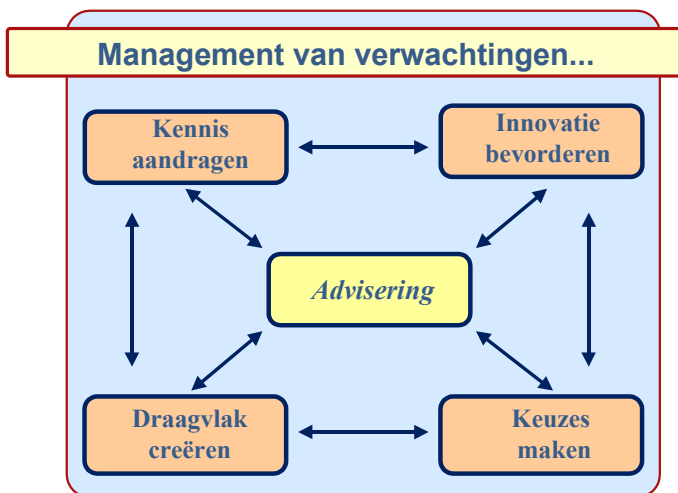 Management van verwachtingen...
Kennis
aandragen
Innovatie
bevorderen
Advisering
Draagvlak
creëren
Keuzes
maken